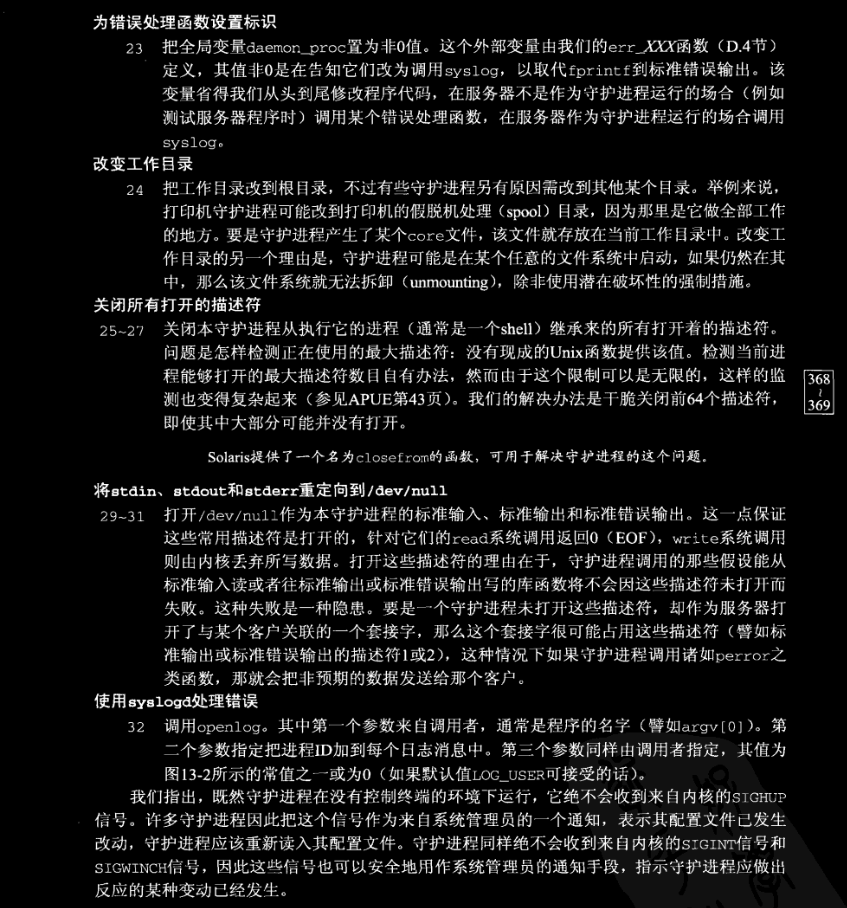 为错误处理函数设置标识
23 把全局变量daemon_proc置为非0值。这个外部变量由我们的err_XXX函数（D.4节）
定义，其值非0是在告知它们改为调用syslog，以取代fprintf到标准错误输出。该
变量省得我们从头到尾修改程序代码，在服务器不是作为守护进程运行的场合（例如
测试服务器程序时）调用某个错误处理函数，在服务器作为守护进程运行的场合调用
syslog。
改变工作目录
24 把工作目录改到根目录，不过有些守护进程另有原因需改到其他某个目录。举例来说，
打印机守护进程可能改到打印机的假脱机处理（spool）目录，因为那里是它做全部工作
的地方。要是守护进程产生了某个core文件，该文件就存放在当前工作目录中。改变工
作目录的另一个理由是，守护进程可能是在某个任意的文件系统中启动，如果仍然在其
中，那么该文件系统就无法拆卸（unmounting），除非使用潜在破坏性的强制措施。
关闭所有打开的描述符
25~27 关闭本守护进程从执行它的进程（通常是一个shell）继承来的所有打开着的描述符。
问题是怎样检测正在使用的最大描述符：没有现成的Unix函数提供该值。检测当前进
程能够打开的最大描述符数目自有办法，然而由于这个限制可以是无限的，这样的监
测也变得复杂起来（参见APUE第43页）。我们的解决办法是干脆关闭前64个描述符，
即使其中大部分可能并没有打开。
368
~
369
Solaris提供了一个名为closefrom的函数，可用于解决守护进程的这个问题。
将stdin、stdout和stderr重定向到/dev/null
29~31 打开/dev/null作为本守护进程的标准输入、标准输出和标准错误输出。这一点保证
这些常用描述符是打开的，针对它们的read系统调用返回0（EOF），write系统调用
则由内核丢弃所写数据。打开这些描述符的理由在于，守护进程调用的那些假设能从
标准输入读或者往标准输出或标准错误输出写的库函数将不会因这些描述符未打开而
失败。这种失败是一种隐患。要是一个守护进程未打开这些描述符，却作为服务器打
开了与某个客户关联的一个套接字，那么这个套接字很可能占用这些描述符（譬如标
准输出或标准错误输出的描述符1或2），这种情况下如果守护进程调用诸如perror之
类函数，那就会把非预期的数据发送给那个客户。
使用syslogd处理错误
32 调用openlog。其中第一个参数来自调用者，通常是程序的名字（譬如argv[0]）。第
二个参数指定把进程ID加到每个日志消息中。第三个参数同样由调用者指定，其值为
图13-2所示的常值之一或为0（如果默认值LOG_USER可接受的话）。
我们指出，既然守护进程在没有控制终端的环境下运行，它绝不会收到来自内核的SIGHUP
信号。许多守护进程因此把这个信号作为来自系统管理员的一个通知，表示其配置文件已发生
改动，守护进程应该重新读入其配置文件。守护进程同样绝不会收到来自内核的SIGINT信号和
SIGWINCH信号，因此这些信号也可以安全地用作系统管理员的通知手段，指示守护进程应做出
反应的某种变动已经发生。